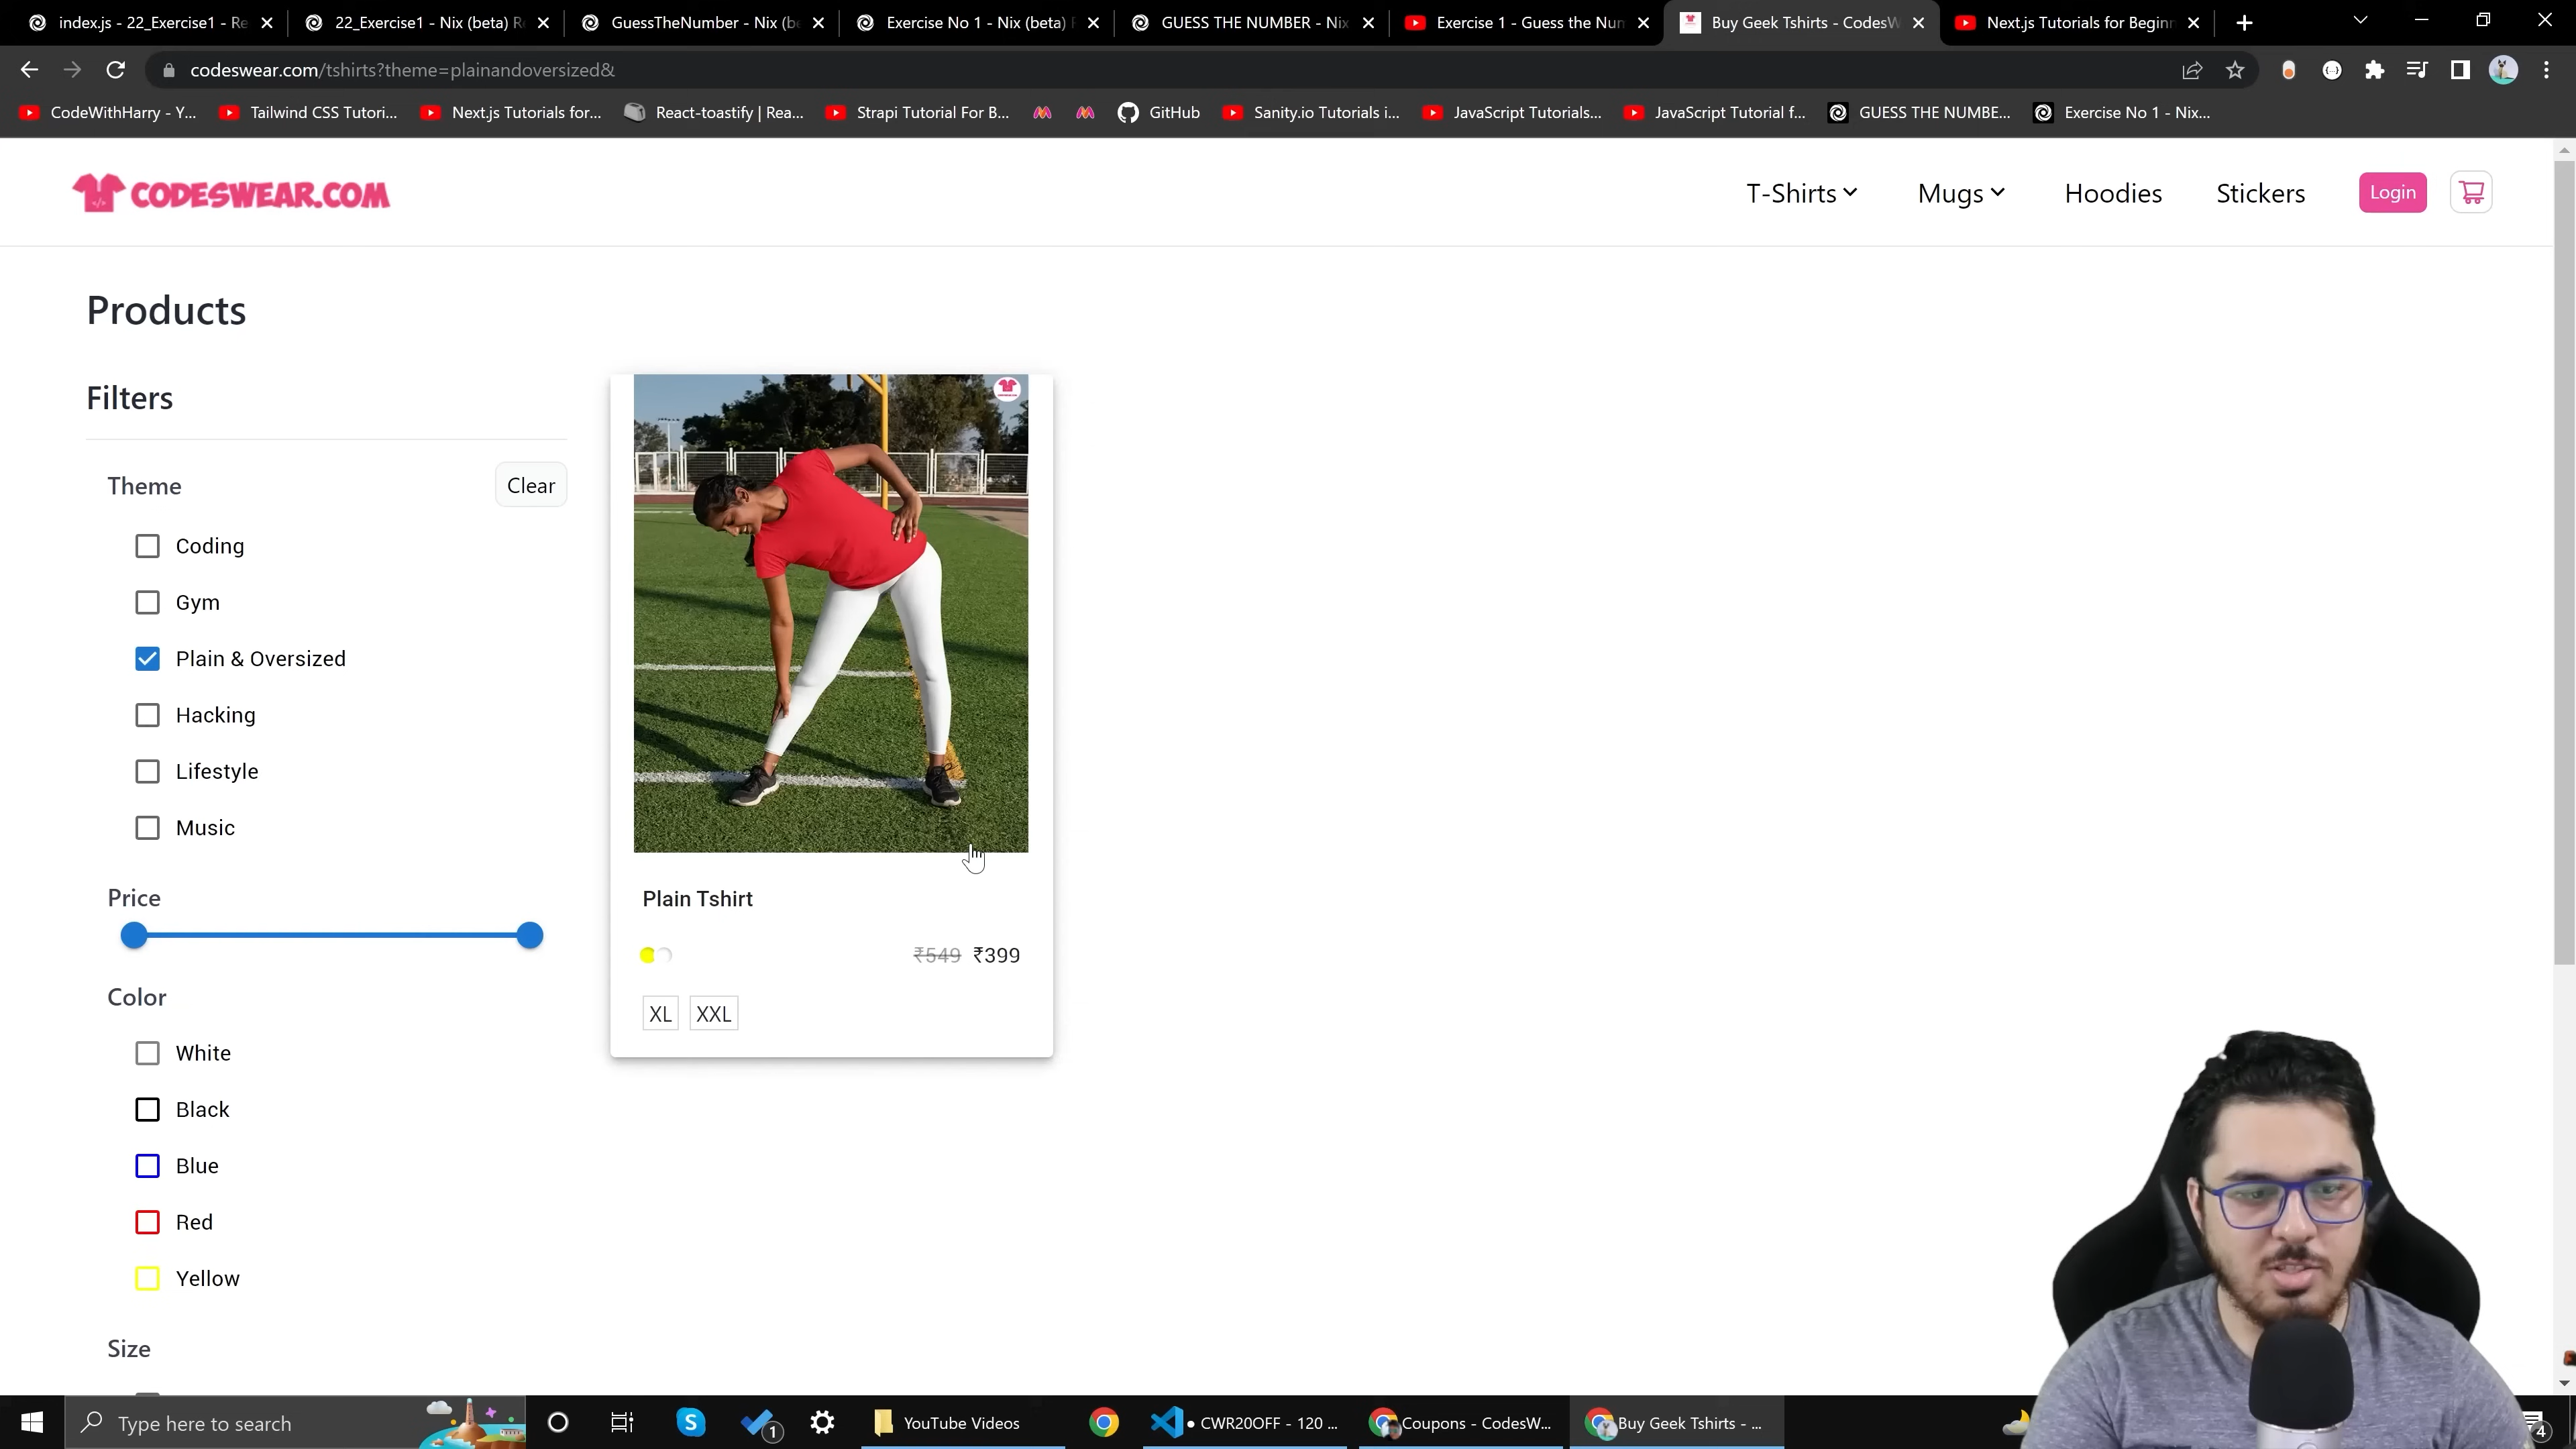 index.js - 22_Exercise1 - Re
22_Exercise1 - Nix (beta) R
GuessTheNumber - Nix (b
Exercise No 1 - Nix (beta)
GUESS THE NUMBER - Nix
Exercise 1 - Guess the Num
Buy Geek Tshirts - CodesW
Next.js Tutorials for Beginn
codeswear.com/tshirts?theme=plainandoversized&
CodeWithHarry - Y...
Tailwind CSS Tutori...
Next.js Tutorials for...
React-toastify | Rea...
Strapi Tutorial For B...
GitHub
Sanity.io Tutorials i...
JavaScript Tutorials...
JavaScript Tutorial f...
GUESS THE NUMBE...
Exercise No 1 - Nix...
CODESWEAR.COM
T-Shirts
Mugs
Hoodies
Stickers
Login
Products
Filters
Theme
Clear
Coding
Gym
Plain & Oversized
Hacking
Lifestyle
Music
Price
Color
White
Black
Blue
Red
Yellow
Size
Plain Tshirt
₹549 ₹399
XL XXL
Type here to search
1
YouTube Videos
● CWR20OFF - 120 ...
Coupons - CodesW...
Buy Geek Tshirts - ...
4